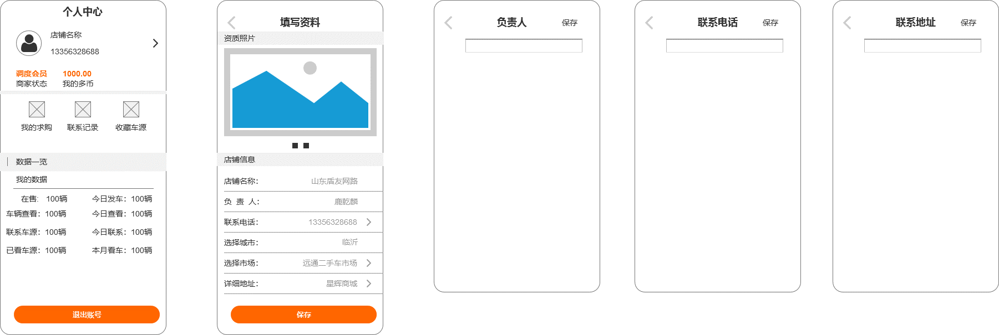 个人中心
店铺名称
13356328688
调度会员 1000.00
商家状态 我的多币
我的求购 联系记录 收藏车源
数据一览
我的数据
在售: 100辆 今日发车：100辆
车辆查看：100辆 今日查看：100辆
联系车源：100辆 今日联系：100辆
已看车源：100辆 本月看车：100辆
退出账号
填写资料
资质照片
店铺信息
店铺名称： 山东盾友网路
负 责 人： 鹿乾麟
联系电话： 13356328688
选择城市： 临沂
选择市场： 远通二手车市场
详细地址： 星辉商城
保存
负责人 保存
联系电话 保存
联系地址 保存